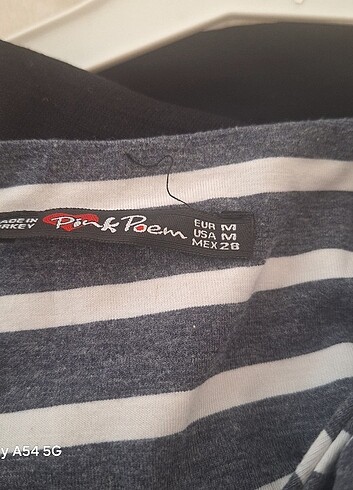 MADE IN
TURKEY
Pink Poem
EUR M
USA M
MEX 28
y A54 5G